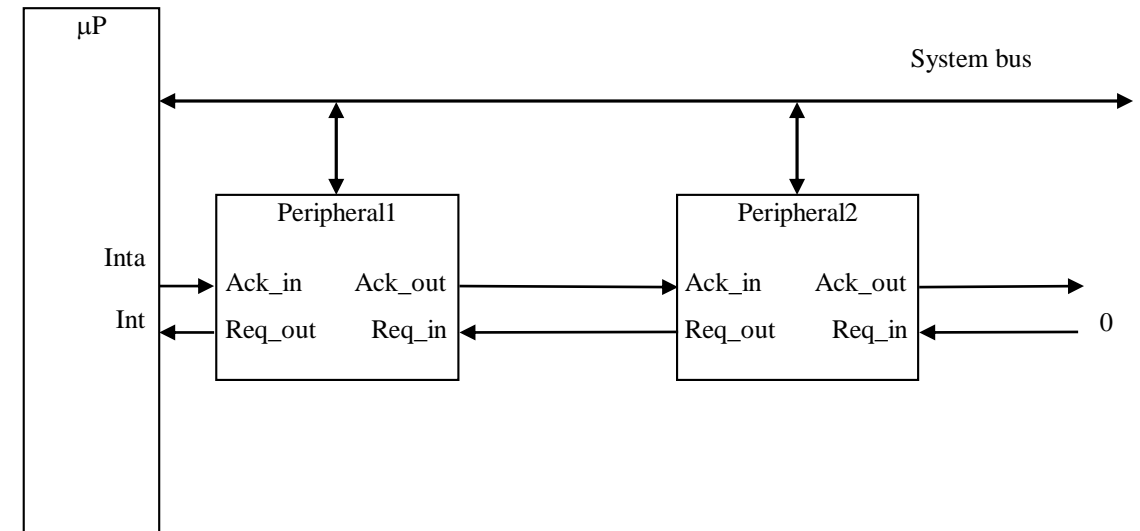 μP
System bus
Peripheral1
Peripheral2
Inta
Ack_in Ack_out
Ack_in Ack_out
Int
Req_out Req_in
Req_out Req_in
0